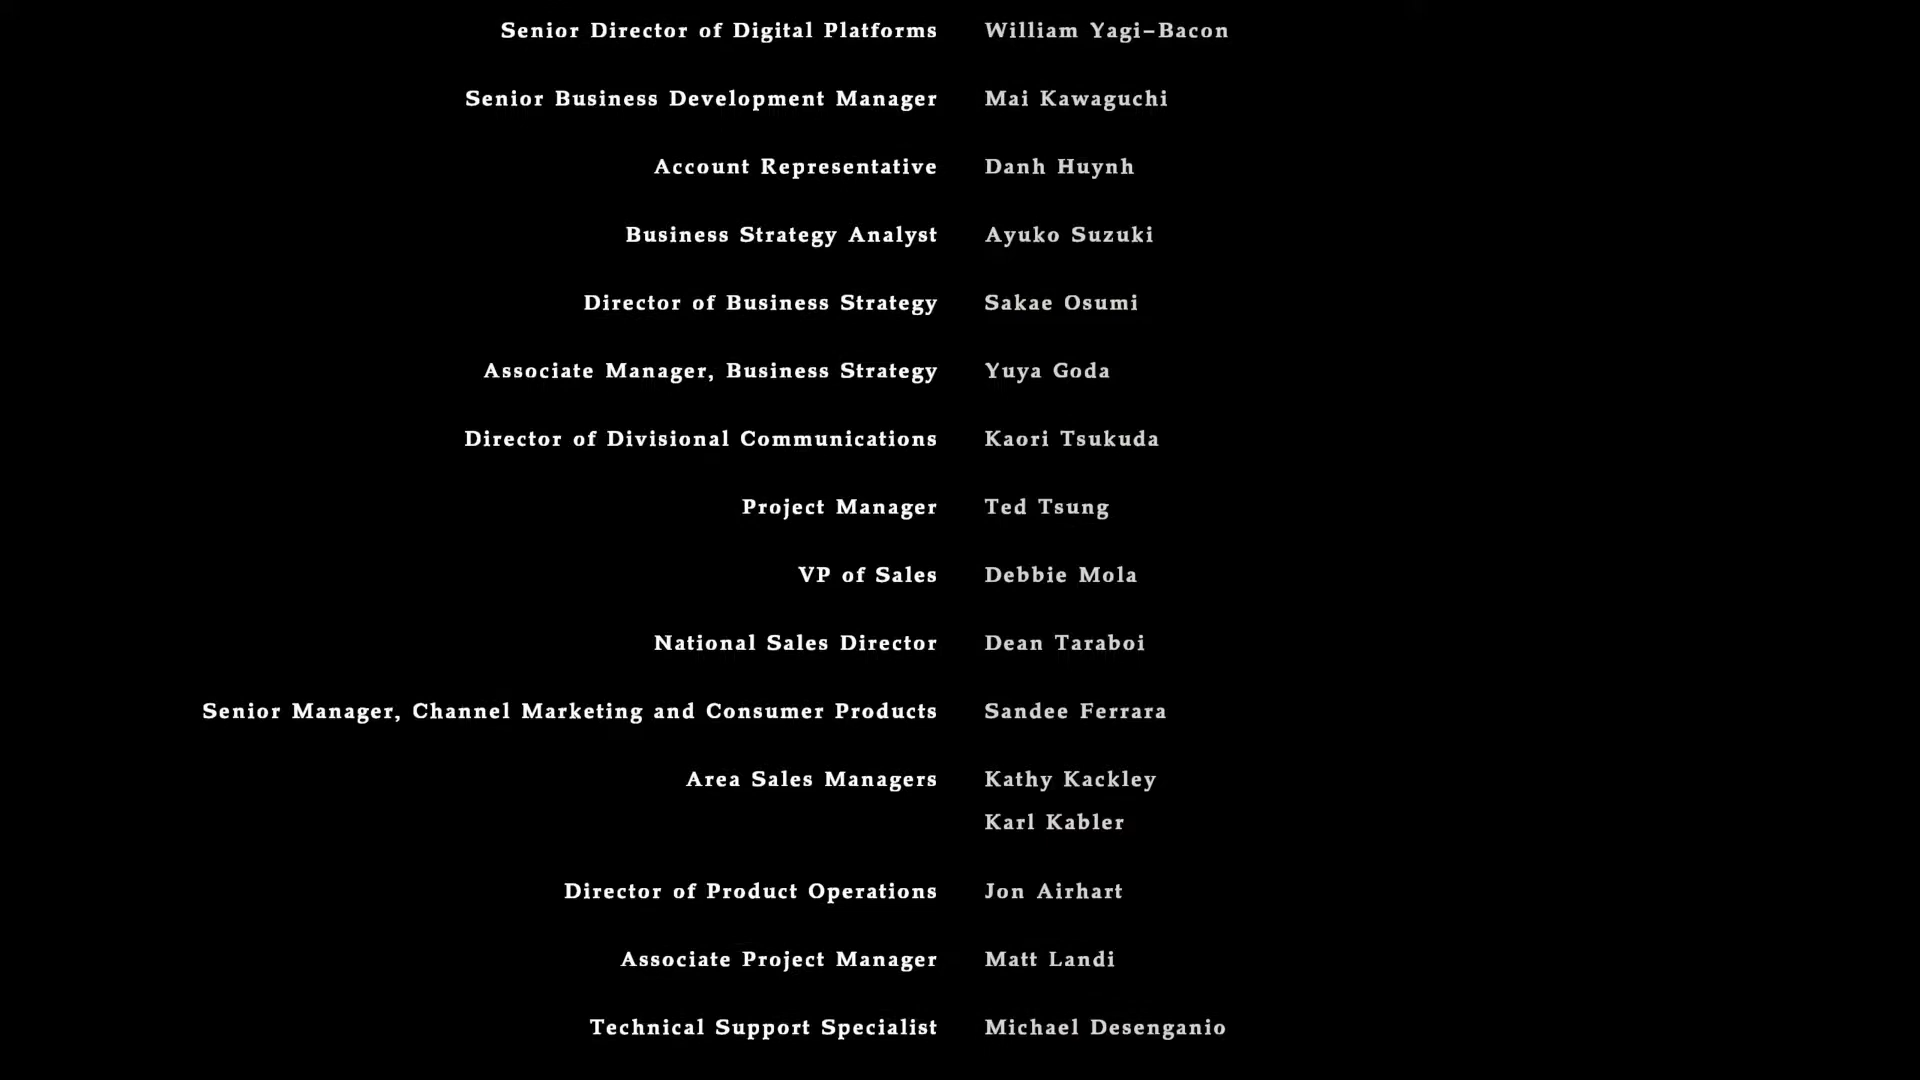 Senior Director of Digital Platforms William Yagi-Bacon
Senior Business Development Manager Mai Kawaguchi
Account Representative Danh Huynh
Business Strategy Analyst Ayuko Suzuki
Director of Business Strategy Sakae Osumi
Associate Manager, Business Strategy Yuya Goda
Director of Divisional Communications Kaori Tsukuda
Project Manager Ted Tsung
VP of Sales Debbie Mola
National Sales Director Dean Taraboi
Senior Manager, Channel Marketing and Consumer Products Sandee Ferrara
Area Sales Managers Kathy Kackley
Karl Kabler
Director of Product Operations Jon Airhart
Associate Project Manager Matt Landi
Technical Support Specialist Michael Desenganio